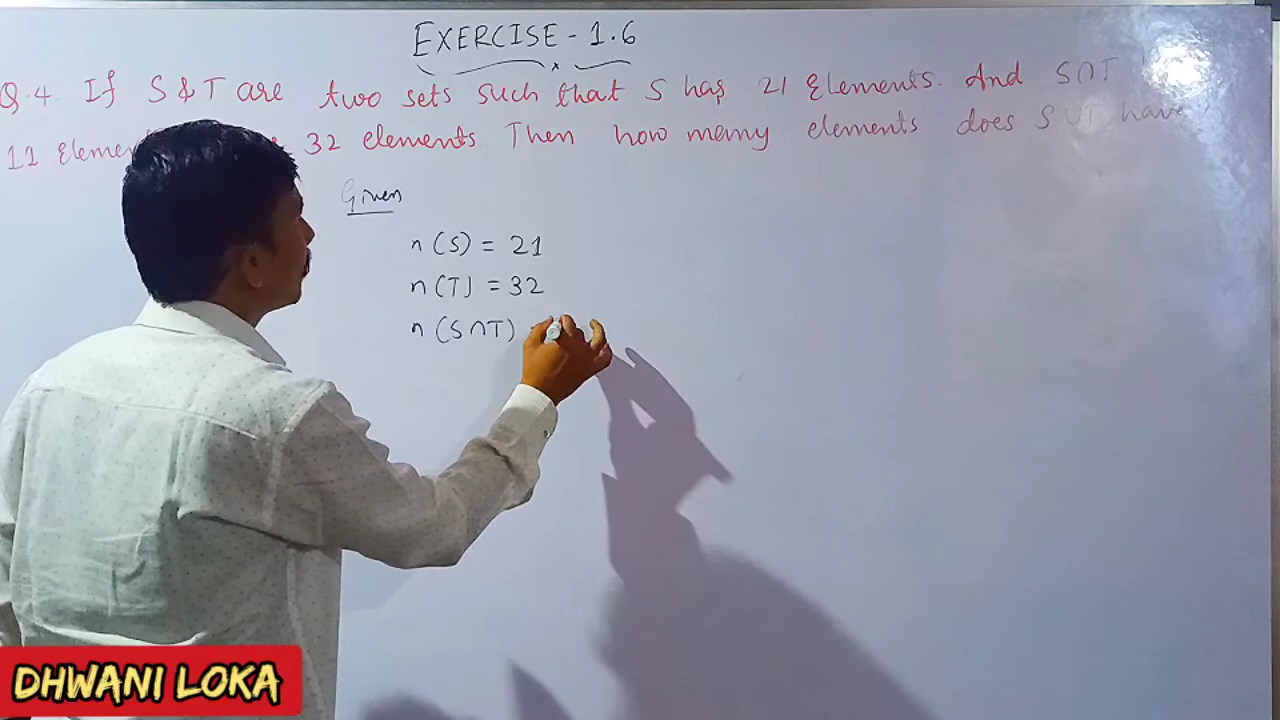 EXERCISE - 1.6
Q.4. If S & T are two sets such that S has 21 Elements. And S∩T
11 32 elements Then how many elements does S∪T have
Given
n (S) = 21
n (T) = 32
n (S∩T)
DHWANI LOKA